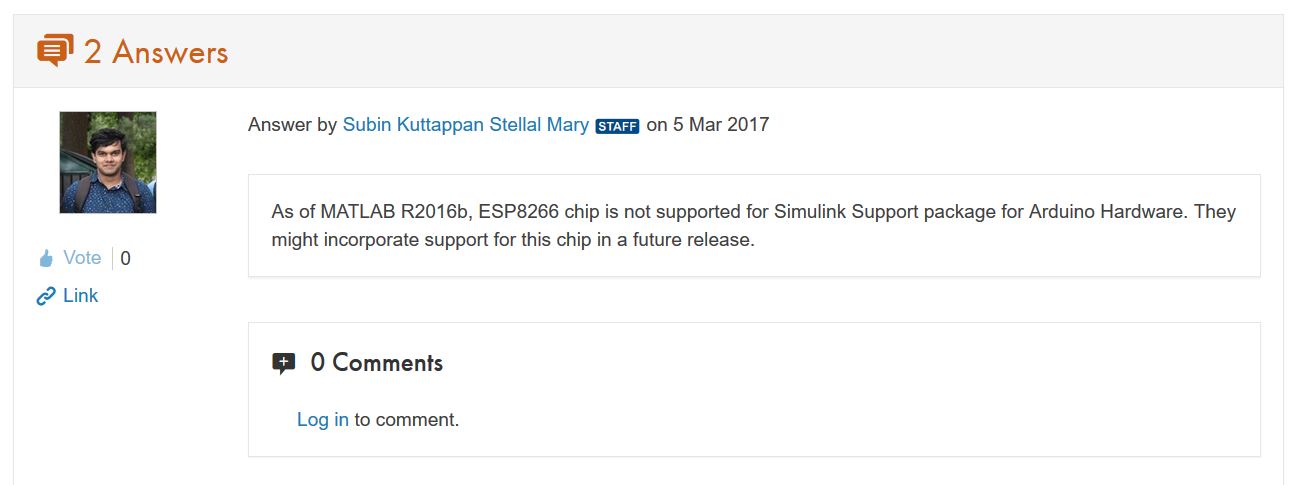 2 Answers
Answer by Subin Kuttappan Stellal Mary STAFF on 5 Mar 2017
As of MATLAB R2016b, ESP8266 chip is not supported for Simulink Support package for Arduino Hardware. They
might incorporate support for this chip in a future release.
Vote 0
Link
0 Comments
Log in to comment.